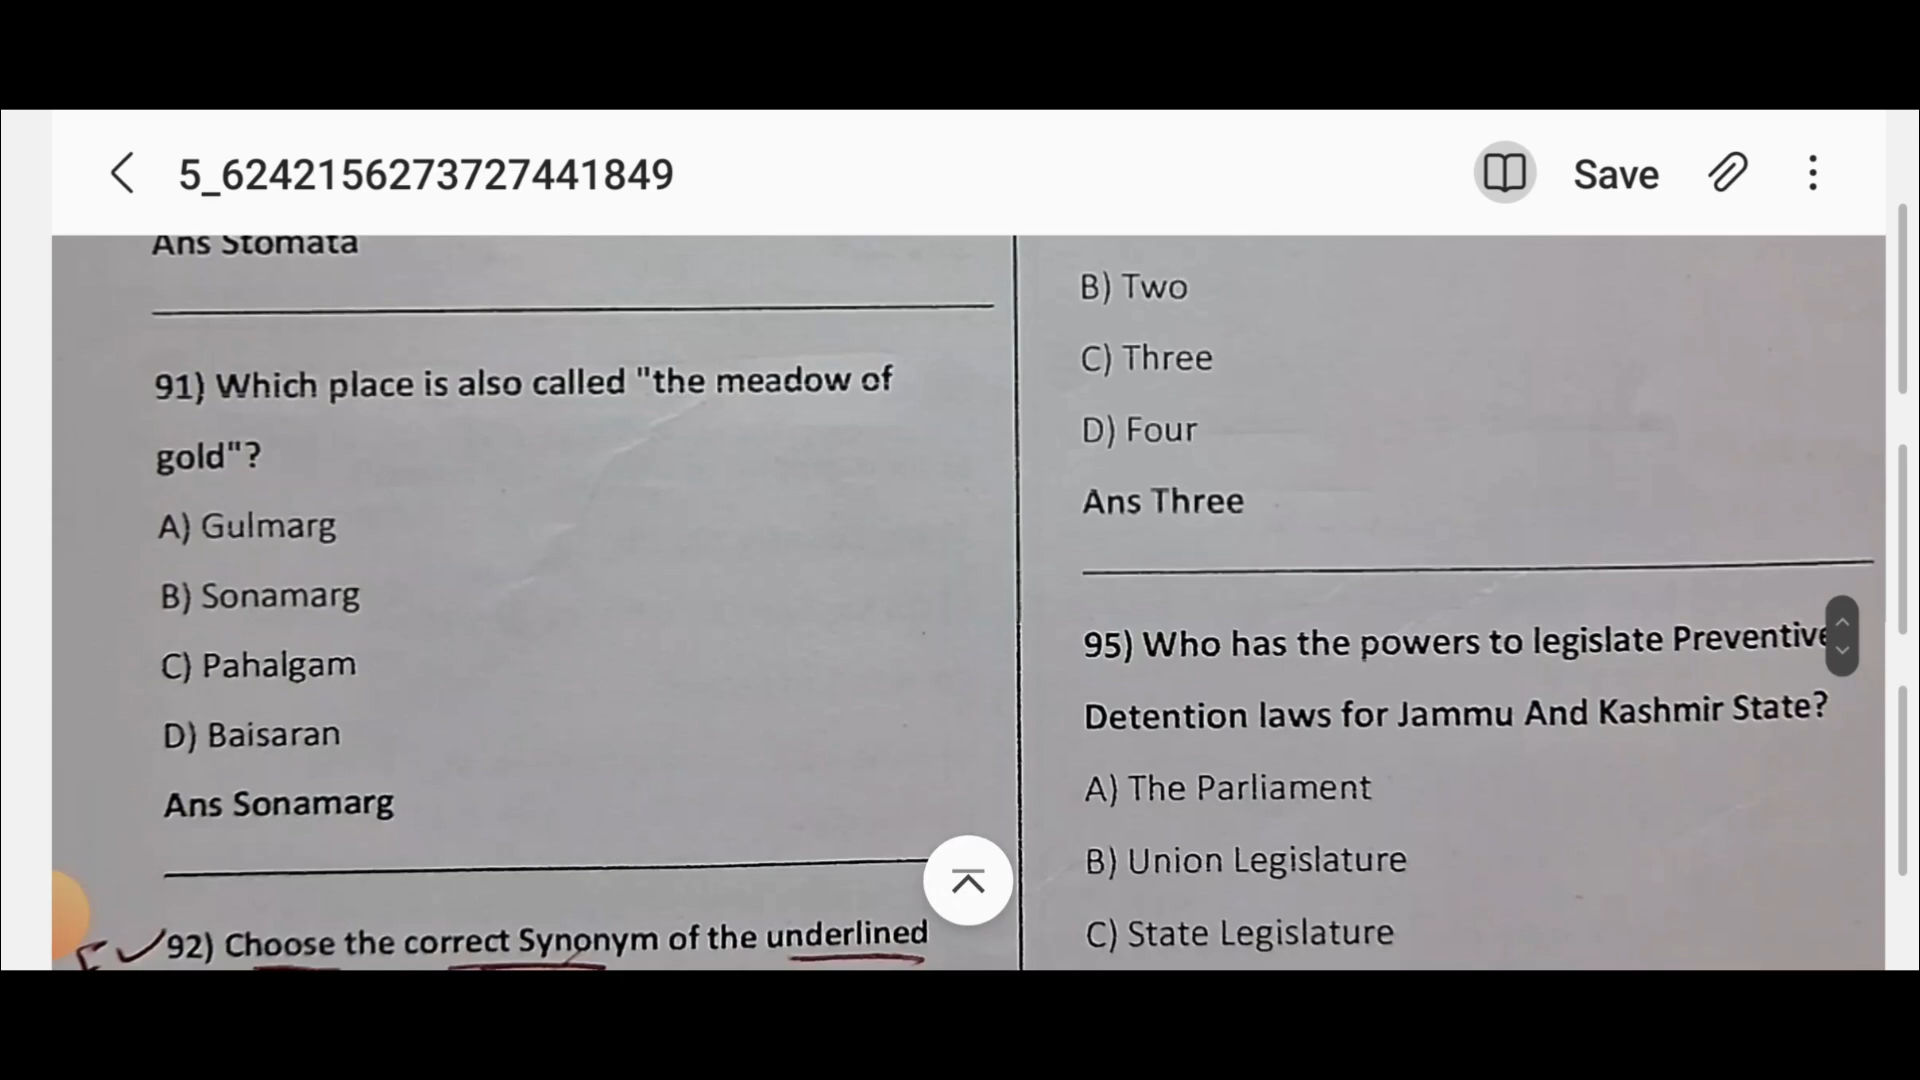 5_6242156273727441849
Save
Ans Stomata
91) Which place is also called "the meadow of
gold"?
A) Gulmarg
B) Sonamarg
C) Pahalgam
D) Baisaran
Ans Sonamarg
92) Choose the correct Synonym of the underlined
B) Two
C) Three
D) Four
Ans Three
95) Who has the powers to legislate Preventive
Detention laws for Jammu And Kashmir State?
A) The Parliament
B) Union Legislature
C) State Legislature